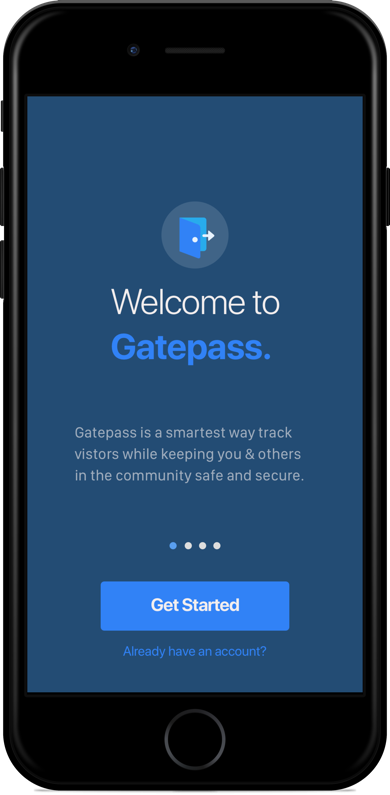 Welcome to
Gatepass.
Gatepass is a smartest way track
vistors while keeping you & others
in the community safe and secure.
Get Started
Already have an account?